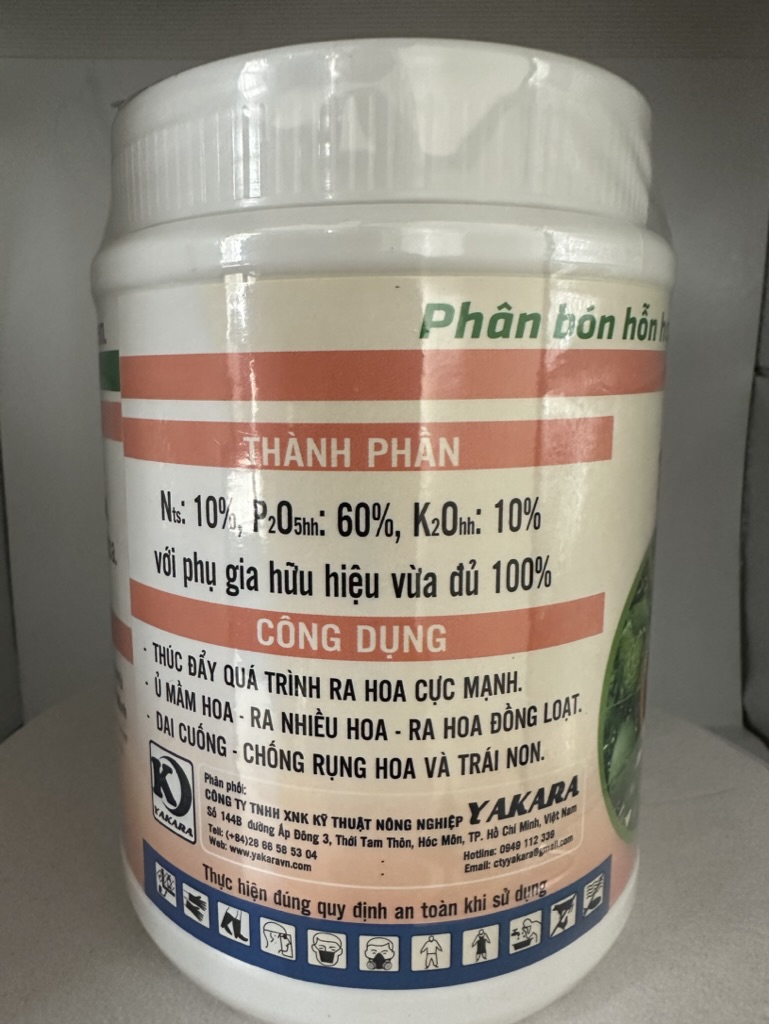 Phân bón hỗn
THÀNH PHẦN
Nts: 10%, P2O5hh: 60%, K2Ohh: 10%
với phụ gia hữu hiệu vừa đủ 100%
CÔNG DỤNG
- THÚC ĐẨY QUÁ TRÌNH RA HOA CỰC MẠNH.
- Ủ MẦM HOA - RA NHIỀU HOA - RA HOA ĐỒNG LOẠT.
- DAI CUỐNG - CHỐNG RỤNG HOA VÀ TRÁI NON.
YAKARA
Phân phối:
CÔNG TY TNHH XNK KỸ THUẬT NÔNG NGHIỆP YAKARA
Số 144B đường Ấp Đông 3, Thới Tam Thôn, Hóc Môn, TP. Hồ Chí Minh, Việt Nam
Tell: (+84)28 66 58 53 04 Hotline: 0949 112 339
Web: www.yakaravn.com Email: ctyyakara@gmail.com
Thực hiện đúng quy định an toàn khi sử dụng